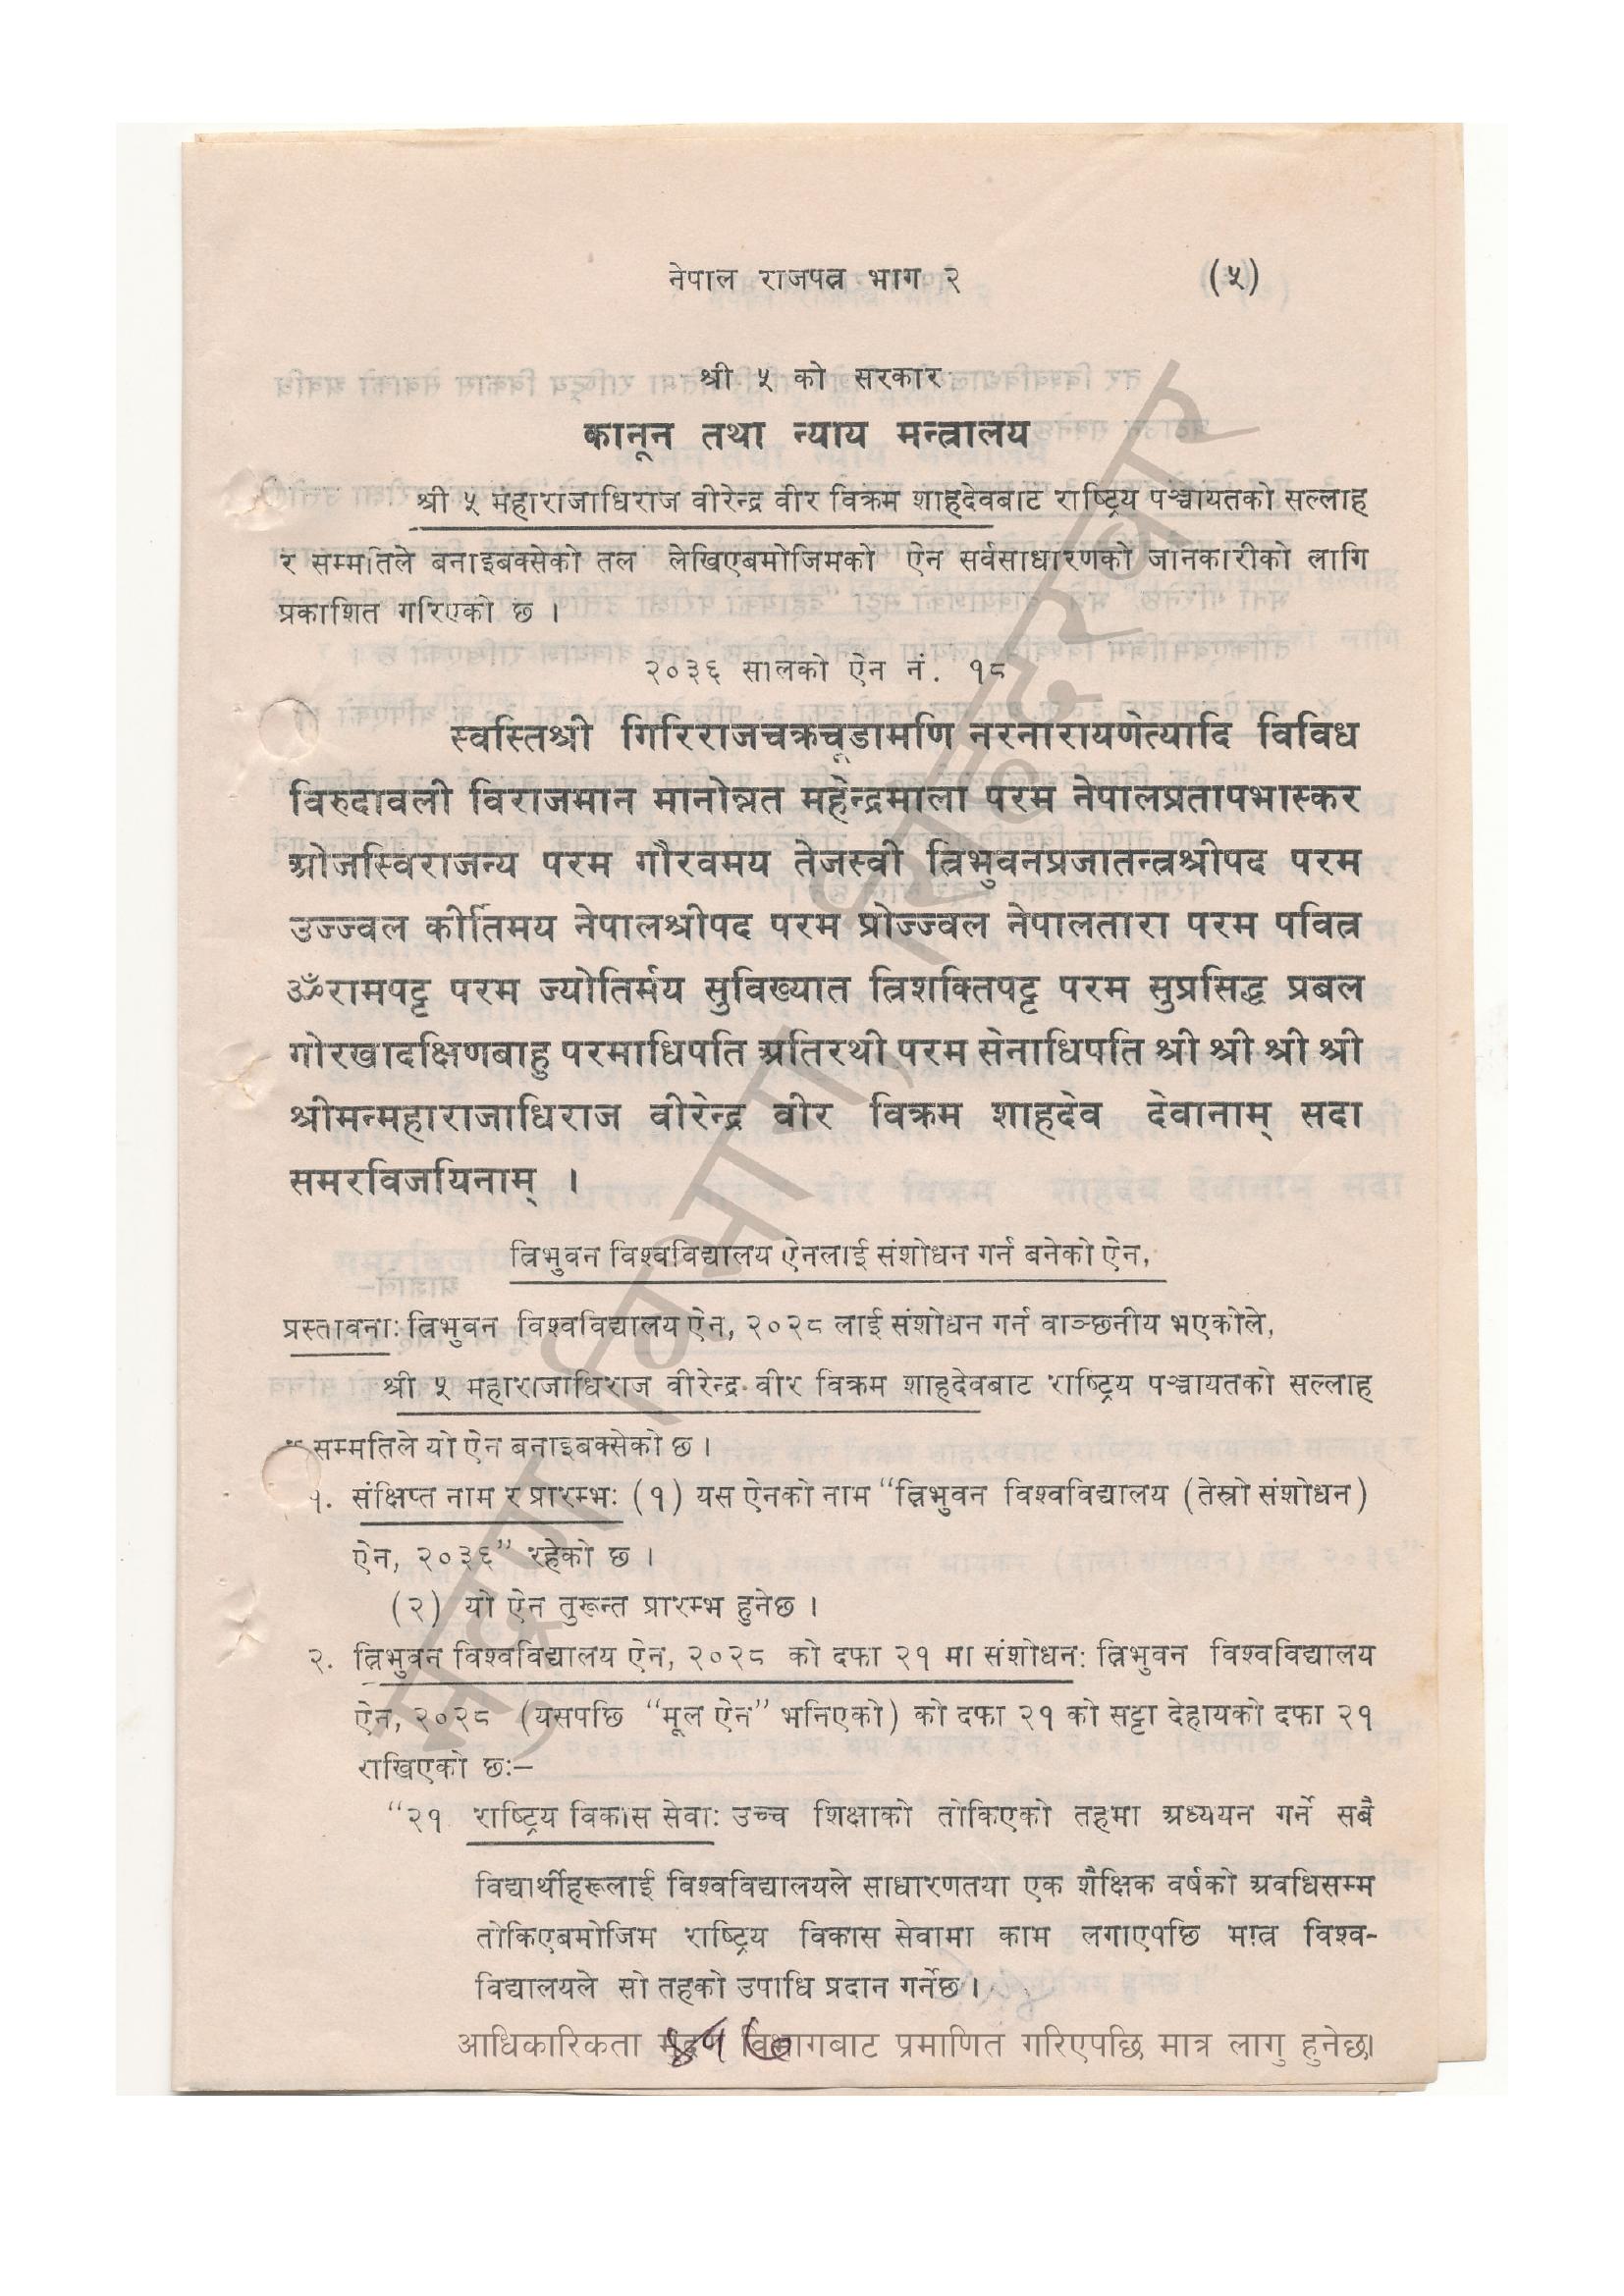 नेपाल राजपत्र भाग २ (५)
श्री ५ को सरकार
कानून तथा न्याय मन्त्रालय
श्री ५ महाराजाधिराज वीरेन्द्र वीर विक्रम शाहदेवबाट राष्ट्रिय पञ्चायतको सल्लाह
र सम्मतिले बनाइबक्सेको तल लेखिएबमोजिमको ऐन सर्वसाधारणको जानकारीको लागि
प्रकाशित गरिएको छ ।
२०३६ सालको ऐन नं. १८
स्वस्तिश्री गिरिराजचक्रचूडामणि नरनारायणेत्यादि विविध
विरुदावली विराजमान मानोन्नत महेन्द्रमाला परम नेपालप्रतापभास्कर
ओजस्विराजन्य परम गौरवमय तेजस्वी त्रिभुवनप्रजातन्त्रश्रीपद परम
उज्ज्वल कीर्तिमय नेपालश्रीपद परम प्रोज्ज्वल नेपालतारा परम पवित्र
ॐरामपट्ट परम ज्योतिर्मय सुविख्यात त्रिशक्तिपट्ट परम सुप्रसिद्ध प्रबल
गोरखादक्षिणबाहु परमाधिपति अतिरथी परम सेनाधिपति श्री श्री श्री श्री
श्रीमन्महाराजाधिराज वीरेन्द्र वीर विक्रम शाहदेव देवानाम् सदा
समरविजयिनाम् ।
त्रिभुवन विश्वविद्यालय ऐनलाई संशोधन गर्न बनेको ऐन,
प्रस्तावना: त्रिभुवन विश्वविद्यालय ऐन, २०२८ लाई संशोधन गर्न वाञ्छनीय भएकोले,
श्री ५ महाराजाधिराज वीरेन्द्र वीर विक्रम शाहदेवबाट राष्ट्रिय पञ्चायतको सल्लाह
सम्मतिले यो ऐन बनाइबक्सेको छ ।
१. संक्षिप्त नाम र प्रारम्भ: (१) यस ऐनको नाम “त्रिभुवन विश्वविद्यालय (तेस्रो संशोधन)
ऐन, २०३६” रहेको छ ।
(२) यो ऐन तुरून्त प्रारम्भ हुनेछ ।
२. त्रिभुवन विश्वविद्यालय ऐन, २०२८ को दफा २१ मा संशोधन: त्रिभुवन विश्वविद्यालय
ऐन, २०२८ (यसपछि “मूल ऐन” भनिएको) को दफा २१ को सट्टा देहायको दफा २१
राखिएको छ:–
“२१ राष्ट्रिय विकास सेवा: उच्च शिक्षाको तोकिएको तहमा अध्ययन गर्ने सबै
विद्यार्थीहरूलाई विश्वविद्यालयले साधारणतया एक शैक्षिक वर्षको अवधिसम्म
तोकिएबमोजिम राष्ट्रिय विकास सेवामा काम लगाएपछि मात्र विश्व-
विद्यालयले सो तहको उपाधि प्रदान गर्नेछ ।
आधिकारिकता मुद्रण विभागबाट प्रमाणित गरिएपछि मात्र लागु हुनेछ।